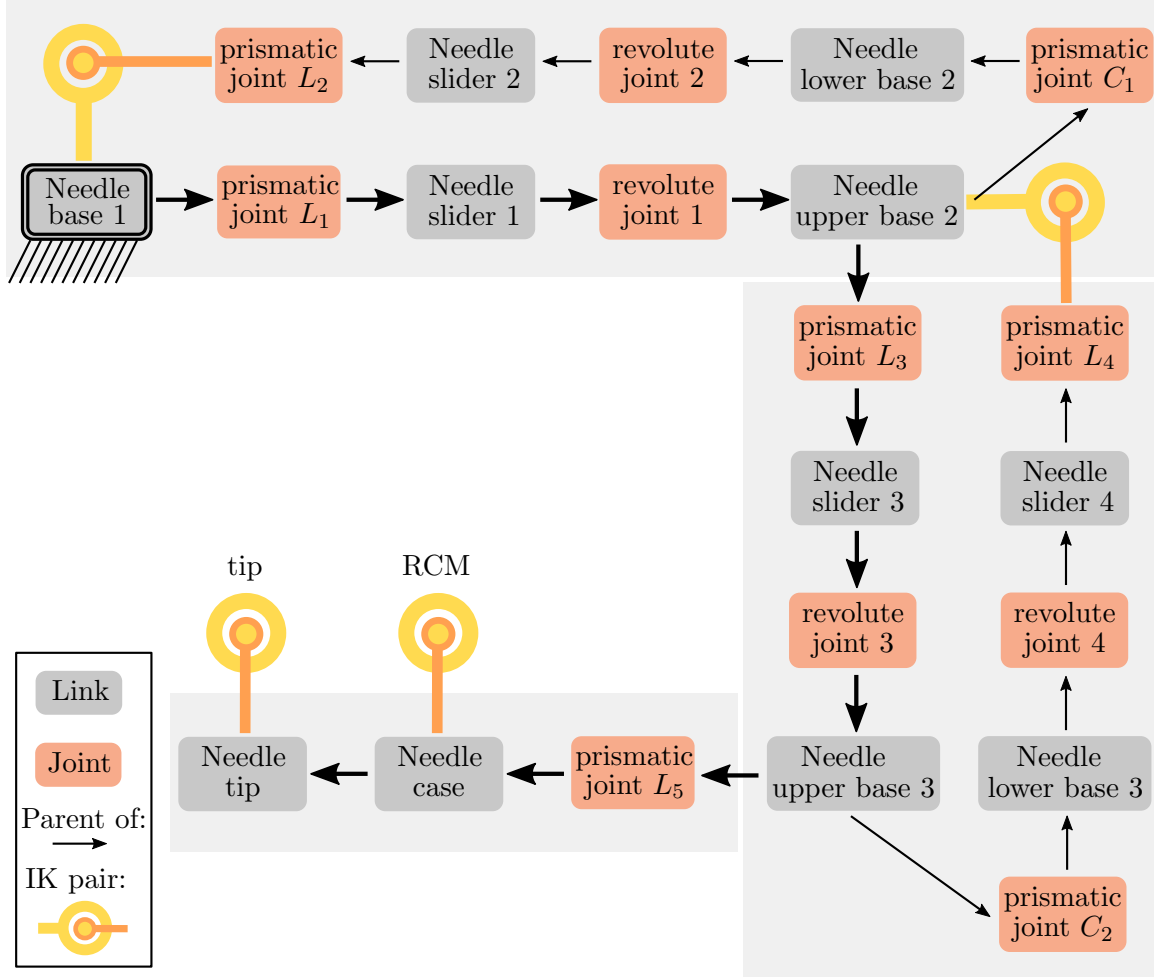 prismatic
joint L₂
Needle
slider 2
revolute
joint 2
Needle
lower base 2
prismatic
joint C₁
Needle
base 1
prismatic
joint L₁
Needle
slider 1
revolute
joint 1
Needle
upper base 2
prismatic
joint L₃
prismatic
joint L₄
Needle
slider 3
Needle
slider 4
tip
RCM
revolute
joint 3
revolute
joint 4
Needle
tip
Needle
case
prismatic
joint L₅
Needle
upper base 3
Needle
lower base 3
prismatic
joint C₂
Link
Joint
Parent of:
IK pair: